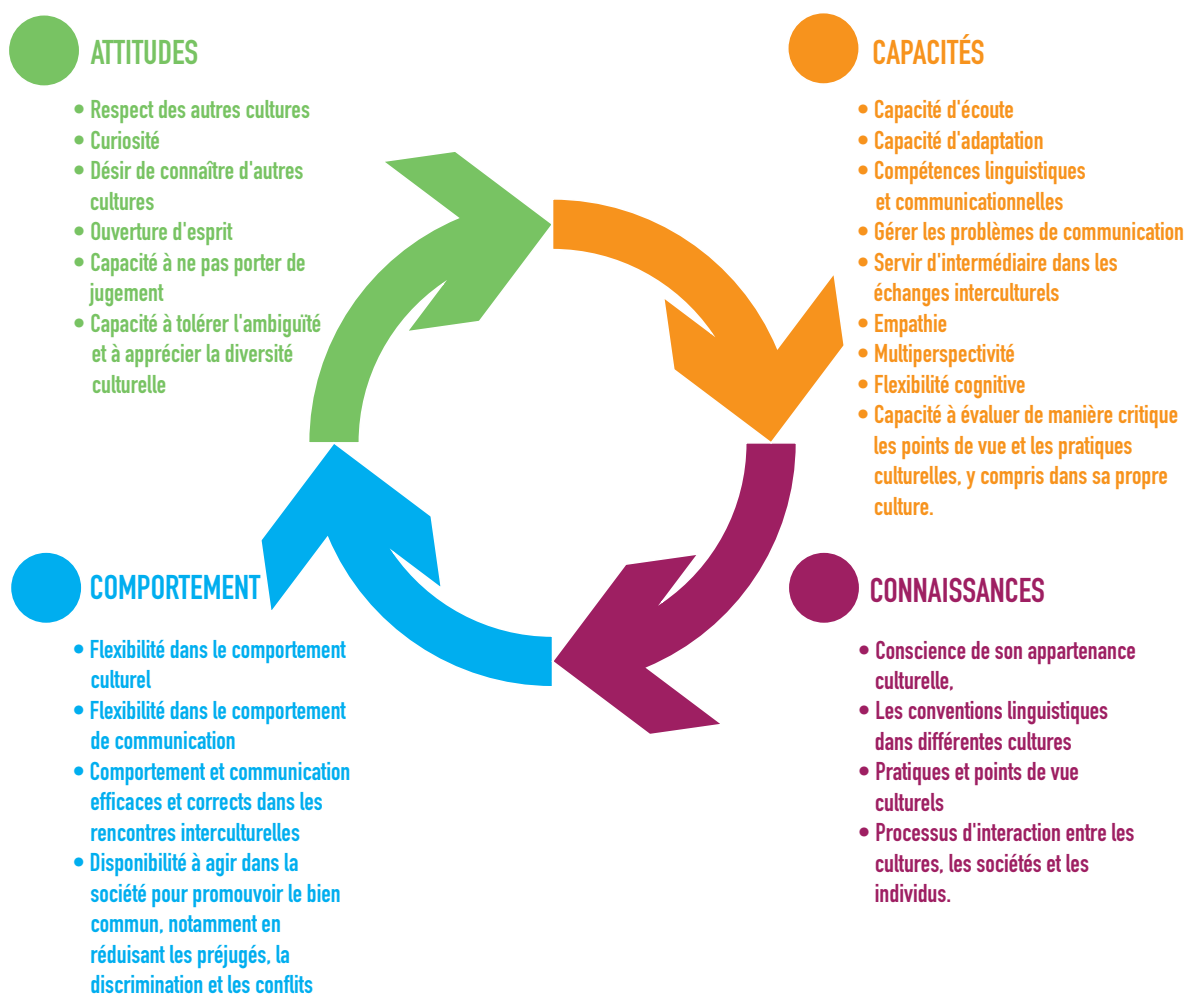 ATTITUDES
• Respect des autres cultures
• Curiosité
• Désir de connaître d'autres
cultures
• Ouverture d'esprit
• Capacité à ne pas porter de
jugement
• Capacité à tolérer l'ambiguïté
et à apprécier la diversité
culturelle
CAPACITÉS
• Capacité d'écoute
• Capacité d'adaptation
• Compétences linguistiques
et communicationnelles
• Gérer les problèmes de communication
• Servir d'intermédiaire dans les
échanges interculturels
• Empathie
• Multiperspectivité
• Flexibilité cognitive
• Capacité à évaluer de manière critique
les points de vue et les pratiques
culturelles, y compris dans sa propre
culture.
COMPORTEMENT
• Flexibilité dans le comportement
culturel
• Flexibilité dans le comportement
de communication
• Comportement et communication
efficaces et corrects dans les
rencontres interculturelles
• Disponibilité à agir dans la
société pour promouvoir le bien
commun, notamment en
réduisant les préjugés, la
discrimination et les conflits
CONNAISSANCES
• Conscience de son appartenance
culturelle,
• Les conventions linguistiques
dans différentes cultures
• Pratiques et points de vue
culturels
• Processus d'interaction entre les
cultures, les sociétés et les
individus.